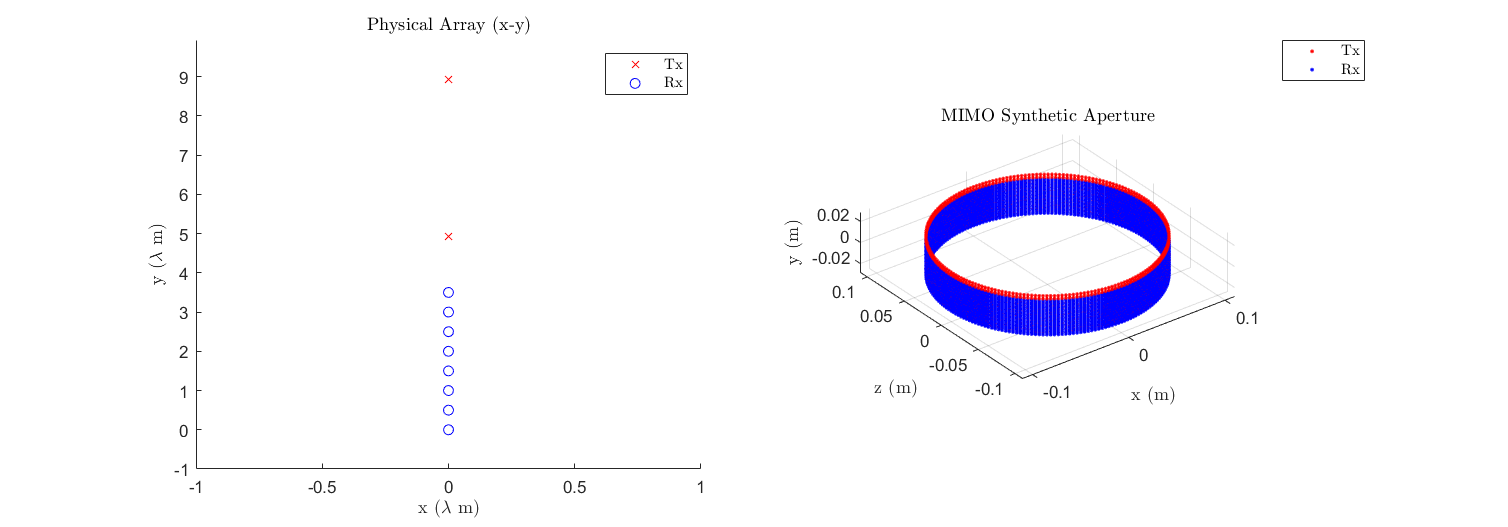 Physical Array (x-y)
Tx
Rx
9
8
7
6
5
4
3
2
1
0
-1
y (λ m)
-1
-0.5
0
0.5
1
x (λ m)
Tx
Rx
MIMO Synthetic Aperture
0.02
0
-0.02
y (m)
0.1
0.05
0
-0.05
-0.1
z (m)
-0.1
0
0.1
x (m)